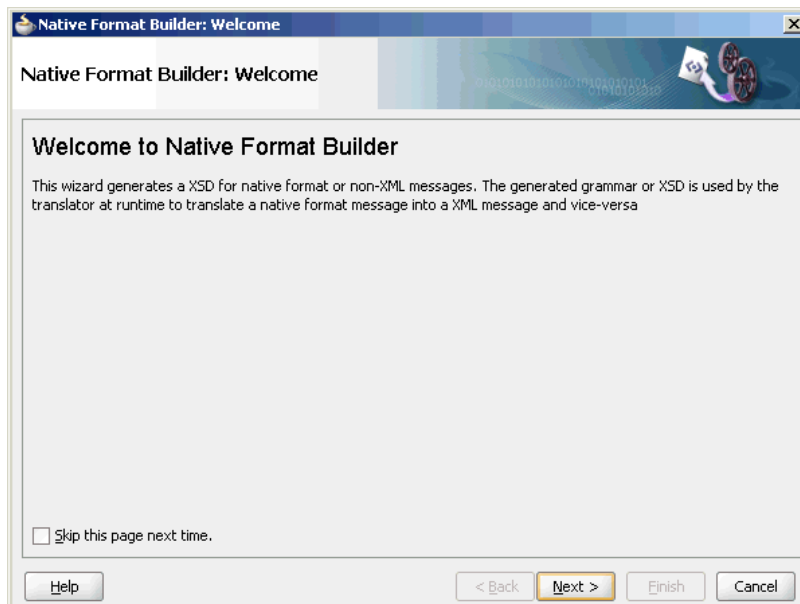 Native Format Builder: Welcome
Native Format Builder: Welcome
Welcome to Native Format Builder
This wizard generates a XSD for native format or non-XML messages. The generated grammar or XSD is used by the
translator at runtime to translate a native format message into a XML message and vice-versa
Skip this page next time.
Help
< Back
Next >
Finish
Cancel